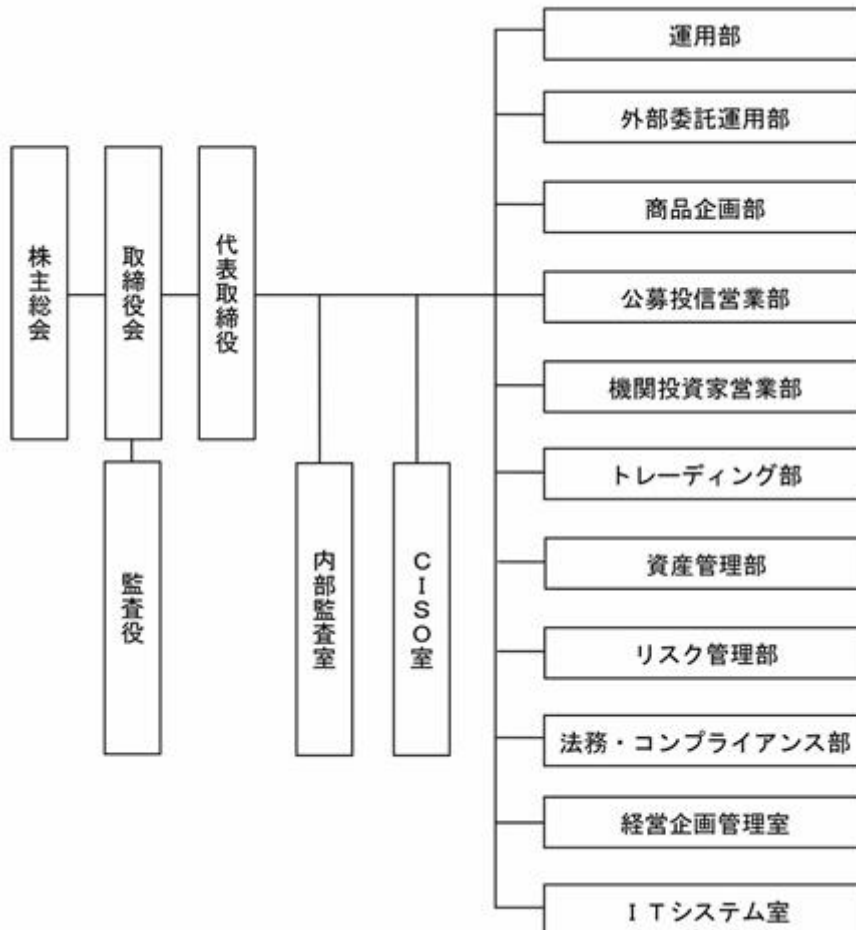 株主総会
取締役会
代表取締役
監査役
内部監査室
CISO室
運用部
外部委託運用部
商品企画部
公募投信営業部
機関投資家営業部
トレーディング部
資産管理部
リスク管理部
法務・コンプライアンス部
経営企画管理室
ITシステム室